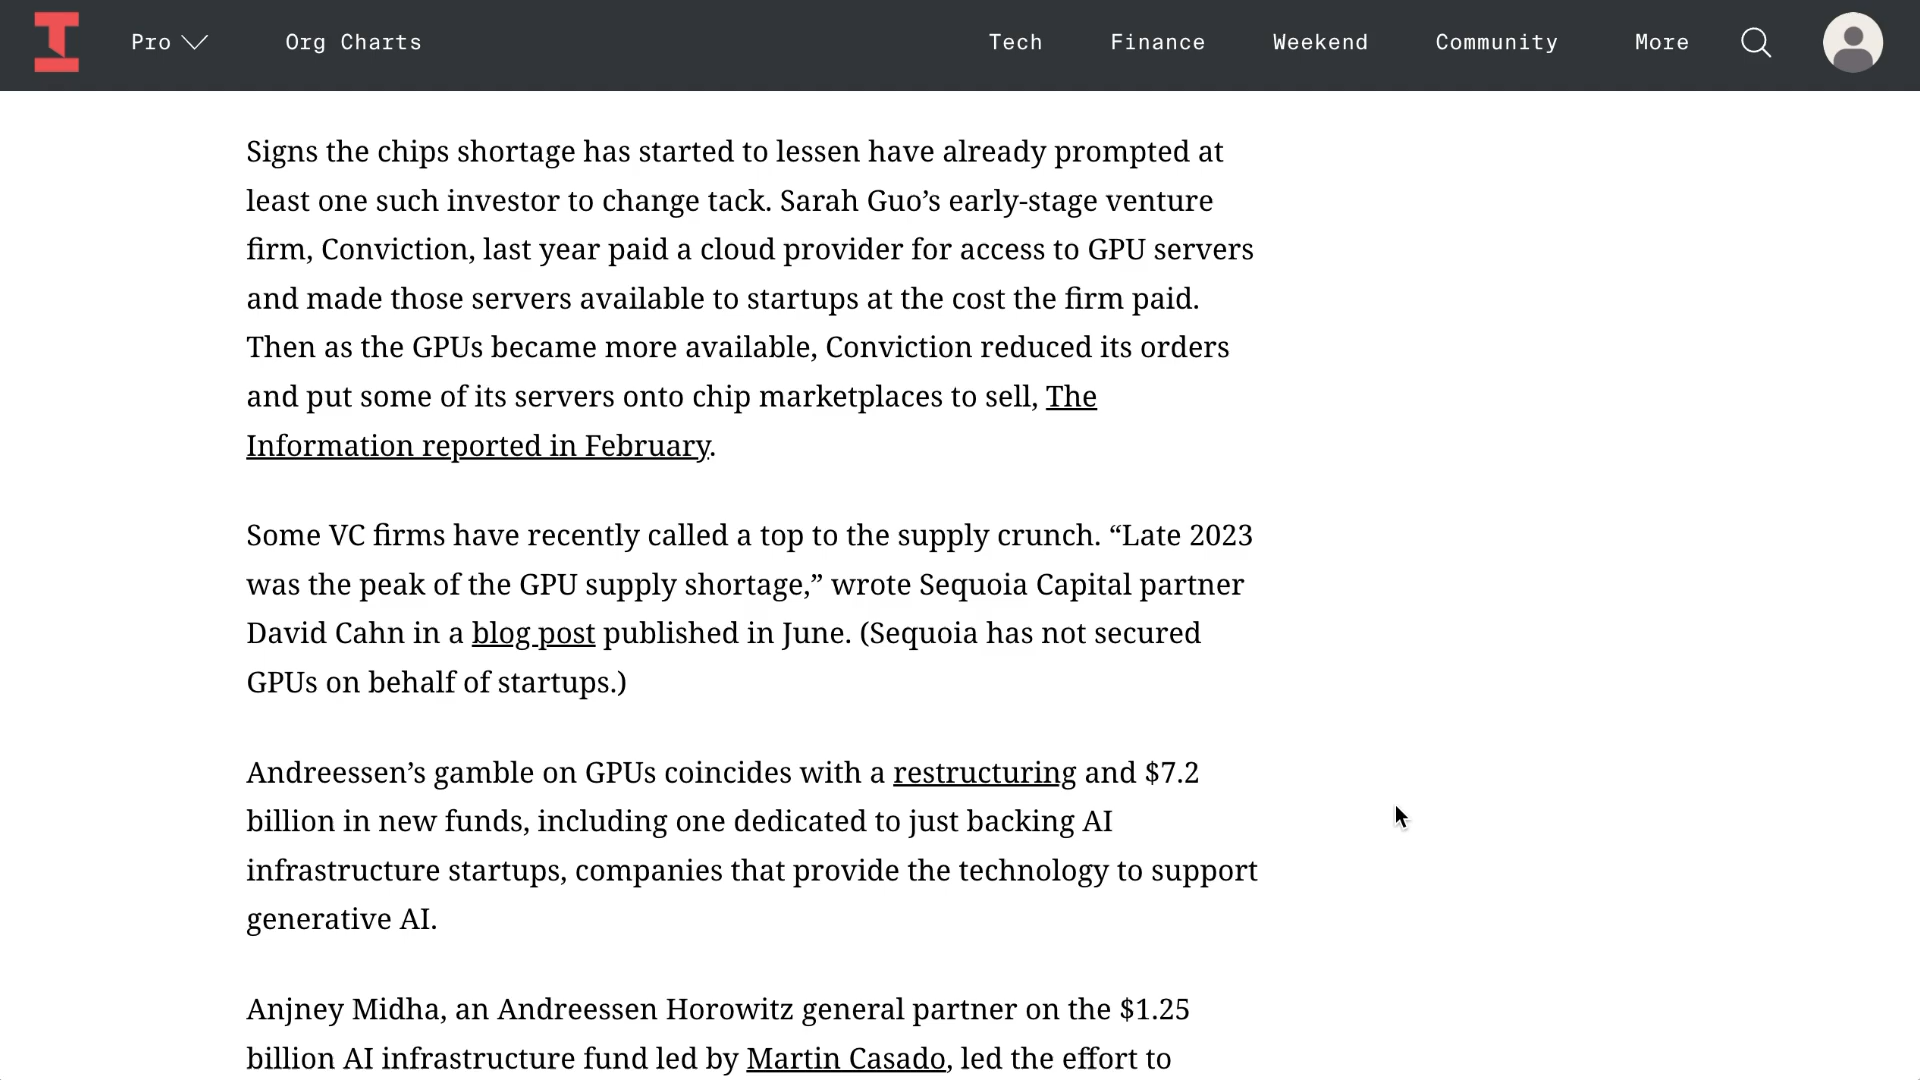 Pro
Org Charts
Tech
Finance
Weekend
Community
More
Signs the chips shortage has started to lessen have already prompted at
least one such investor to change tack. Sarah Guo’s early-stage venture
firm, Conviction, last year paid a cloud provider for access to GPU servers
and made those servers available to startups at the cost the firm paid.
Then as the GPUs became more available, Conviction reduced its orders
and put some of its servers onto chip marketplaces to sell, The
Information reported in February.
Some VC firms have recently called a top to the supply crunch. “Late 2023
was the peak of the GPU supply shortage,” wrote Sequoia Capital partner
David Cahn in a blog post published in June. (Sequoia has not secured
GPUs on behalf of startups.)
Andreessen’s gamble on GPUs coincides with a restructuring and $7.2
billion in new funds, including one dedicated to just backing AI
infrastructure startups, companies that provide the technology to support
generative AI.
Anjney Midha, an Andreessen Horowitz general partner on the $1.25
billion AI infrastructure fund led by Martin Casado, led the effort to